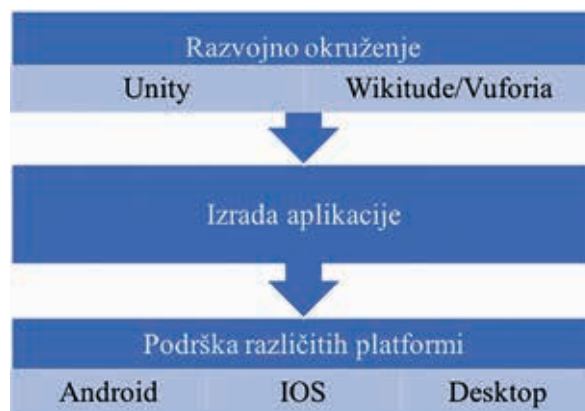 Razvojno okruženje
Unity Wikitude/Vuforia
Izrada aplikacije
Podrška različitih platformi
Android IOS Desktop